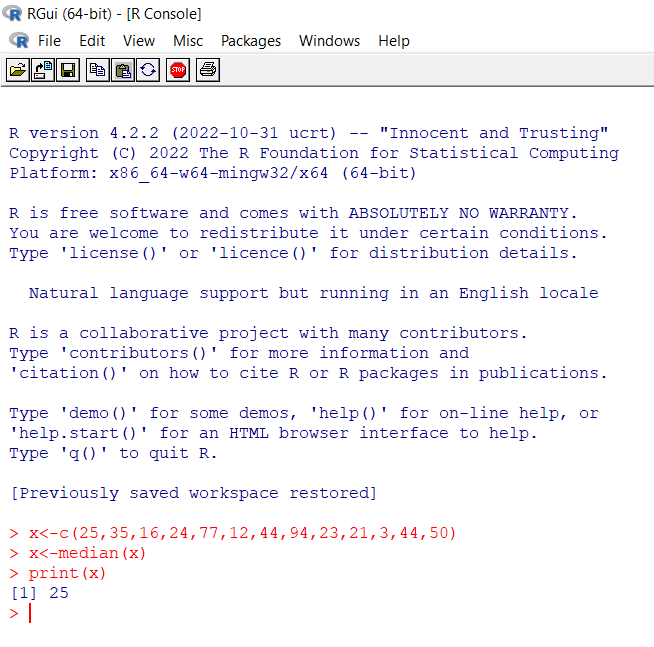 RGui (64-bit) - [R Console]
File Edit View Misc Packages Windows Help
STOP
R version 4.2.2 (2022-10-31 ucrt) -- "Innocent and Trusting"
Copyright (C) 2022 The R Foundation for Statistical Computing
Platform: x86_64-w64-mingw32/x64 (64-bit)
R is free software and comes with ABSOLUTELY NO WARRANTY.
You are welcome to redistribute it under certain conditions.
Type 'license()' or 'licence()' for distribution details.
Natural language support but running in an English locale
R is a collaborative project with many contributors.
Type 'contributors()' for more information and
'citation()' on how to cite R or R packages in publications.
Type 'demo()' for some demos, 'help()' for on-line help, or
'help.start()' for an HTML browser interface to help.
Type 'q()' to quit R.
[Previously saved workspace restored]
> x<-c(25,35,16,24,77,12,44,94,23,21,3,44,50)
> x<-median(x)
> print(x)
[1] 25
>